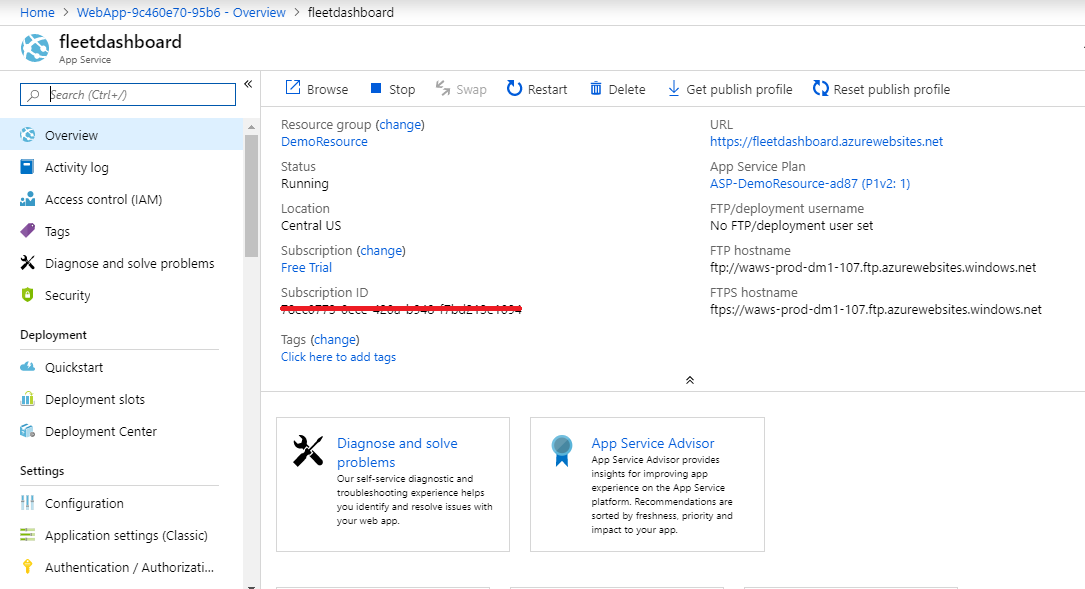 Home > WebApp-9c460e70-95b6 - Overview > fleetdashboard
fleetdashboard
App Service
Search (Ctrl+/)
Overview
Activity log
Access control (IAM)
Tags
Diagnose and solve problems
Security
Deployment
Quickstart
Deployment slots
Deployment Center
Settings
Configuration
Application settings (Classic)
Authentication / Authorizati...
Browse Stop Swap Restart Delete Get publish profile Reset publish profile
Resource group (change)
DemoResource
Status
Running
Location
Central US
Subscription (change)
Free Trial
Subscription ID
Tags (change)
Click here to add tags
URL
https://fleetdashboard.azurewebsites.net
App Service Plan
ASP-DemoResource-ad87 (P1v2: 1)
FTP/deployment username
No FTP/deployment user set
FTP hostname
ftp://waws-prod-dm1-107.ftp.azurewebsites.windows.net
FTPS hostname
ftps://waws-prod-dm1-107.ftp.azurewebsites.windows.net
Diagnose and solve
problems
Our self-service diagnostic and
troubleshooting experience helps
you identify and resolve issues with
your web app.
App Service Advisor
App Service Advisor provides
insights for improving app
experience on the App Service
platform. Recommendations are
sorted by freshness, priority and
impact to your app.